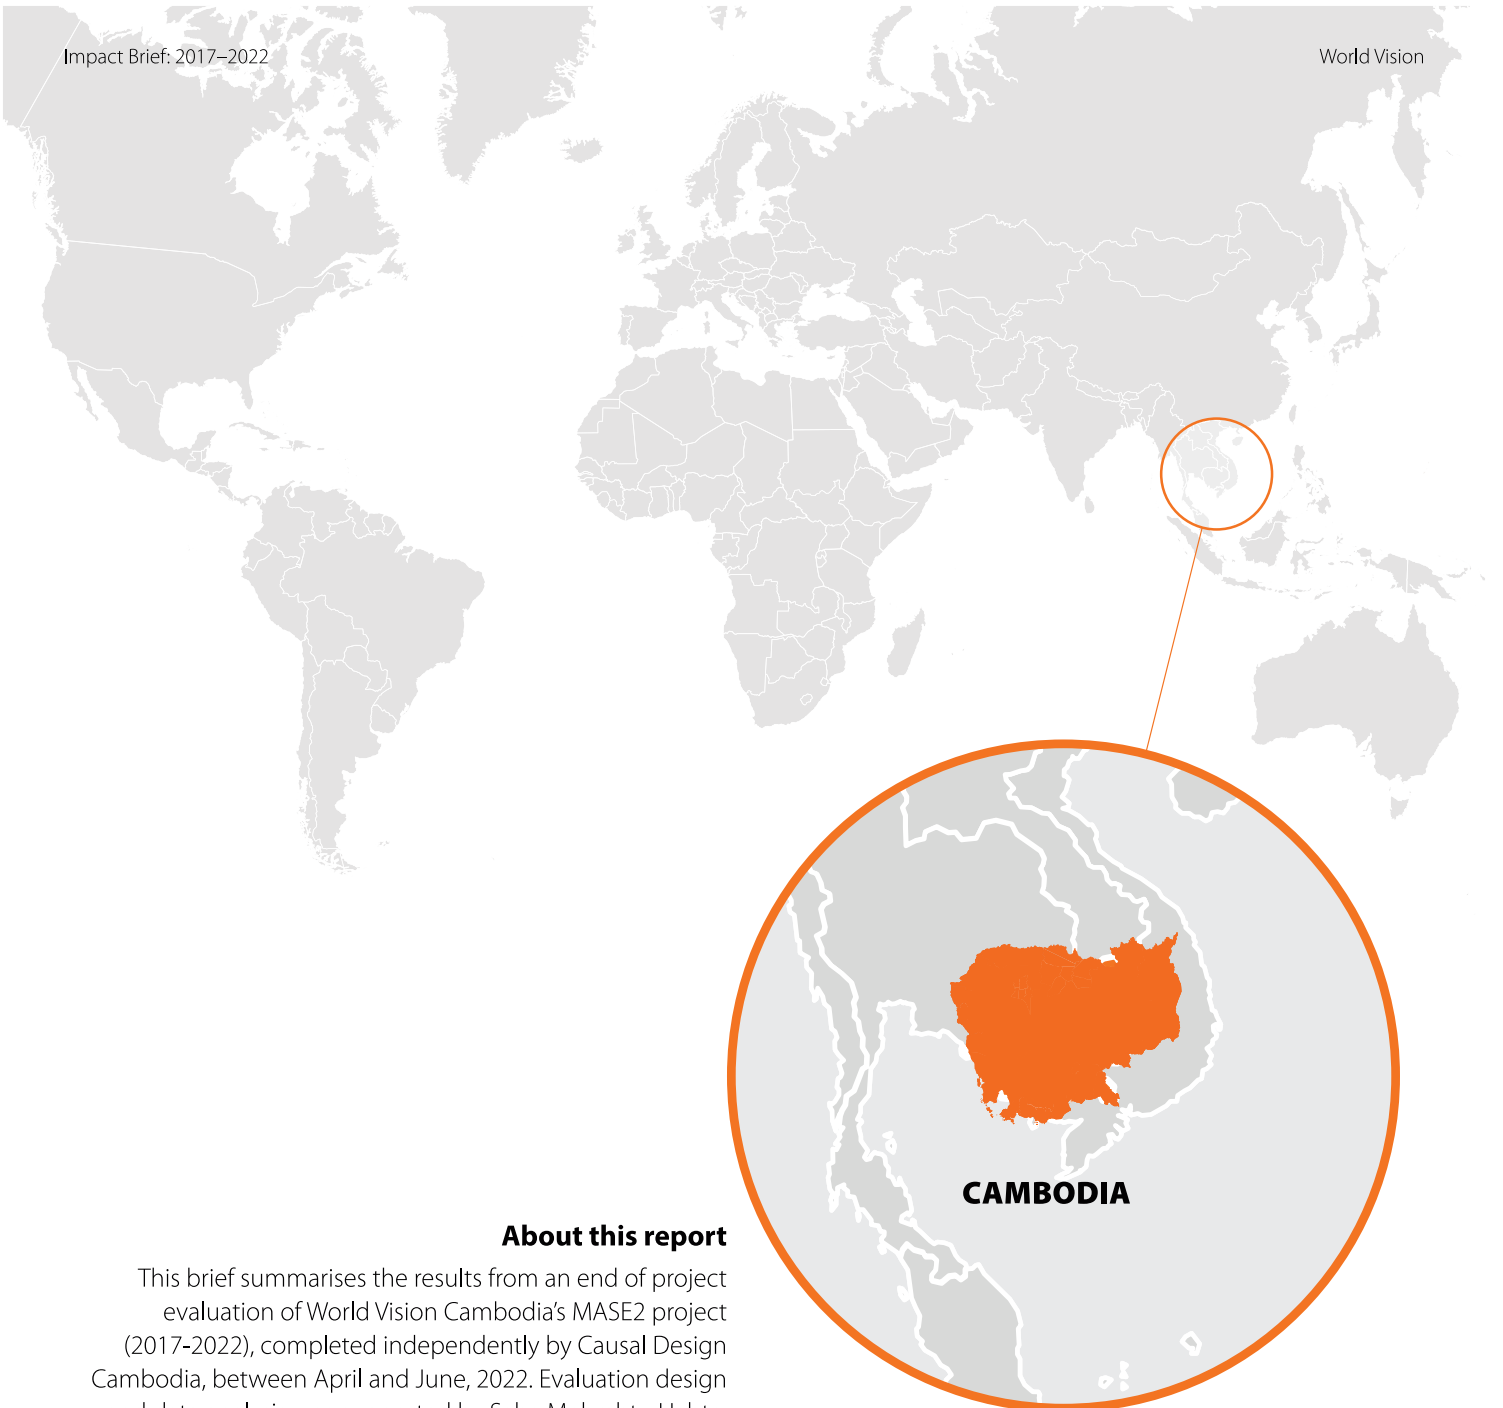 Impact Brief: 2017–2022
World Vision
CAMBODIA
About this report
This brief summarises the results from an end of project
evaluation of World Vision Cambodia's MASE2 project
(2017-2022), completed independently by Causal Design
Cambodia, between April and June, 2022. Evaluation design